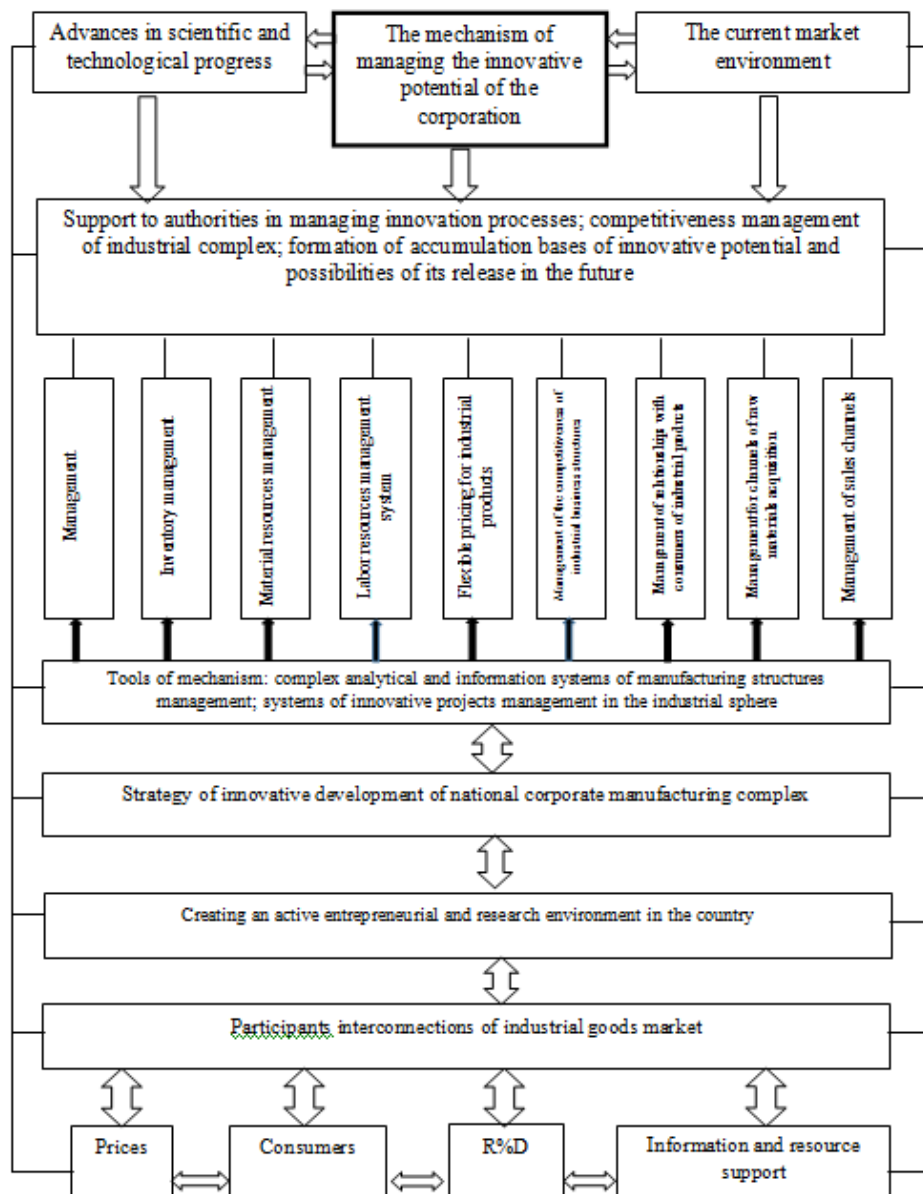 Advances in scientific and
technological progress
The mechanism of
managing the innovative
potential of the
corporation
The current market
environment
Support to authorities in managing innovation processes; competitiveness management
of industrial complex; formation of accumulation bases of innovative potential and
possibilities of its release in the future
Management
Inventory management
Material resources management
Labor resources management
system
Flexible pricing for industrial
products
Management of the competitiveness of
industrial business structures
Management of relationships with
consumers of industrial products
Management for channels of raw
materials acquisition
Management of sales channels
Tools of mechanism: complex analytical and information systems of manufacturing structures
management; systems of innovative projects management in the industrial sphere
Strategy of innovative development of national corporate manufacturing complex
Creating an active entrepreneurial and research environment in the country
Participants interconnections of industrial goods market
Prices
Consumers
R%D
Information and resource
support